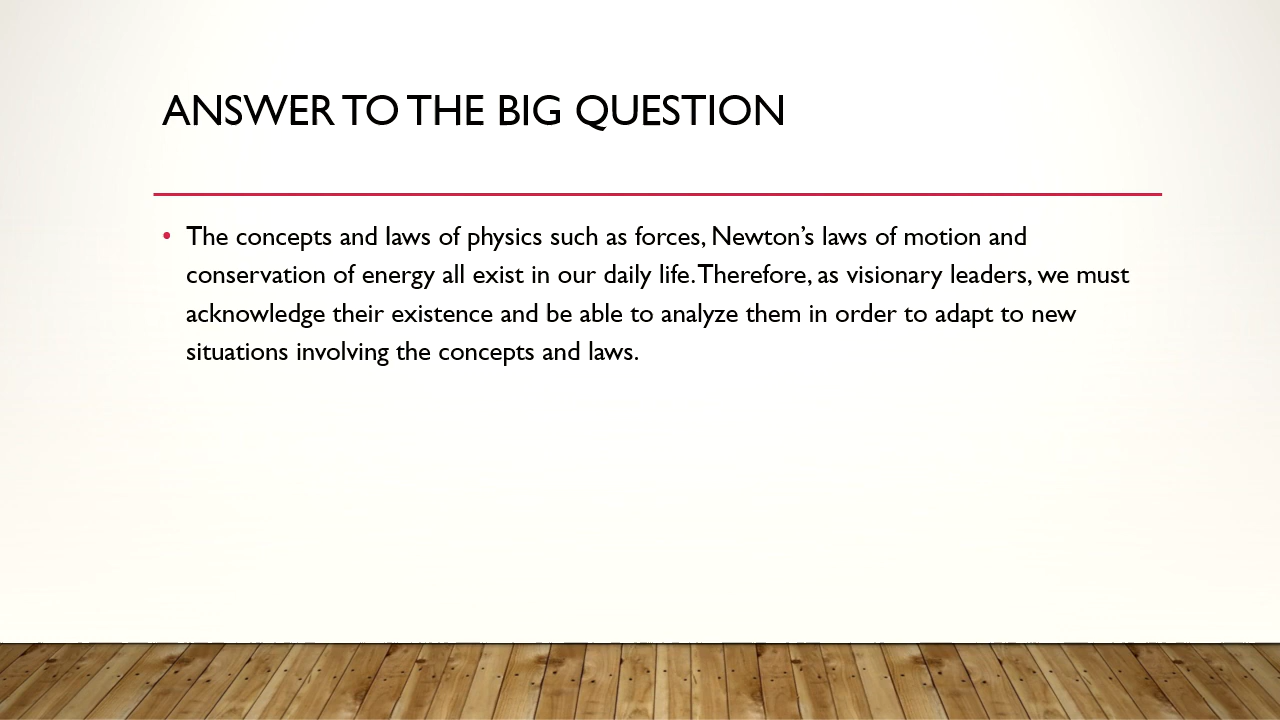 ANSWER TO THE BIG QUESTION
• The concepts and laws of physics such as forces, Newton’s laws of motion and
conservation of energy all exist in our daily life. Therefore, as visionary leaders, we must
acknowledge their existence and be able to analyze them in order to adapt to new
situations involving the concepts and laws.